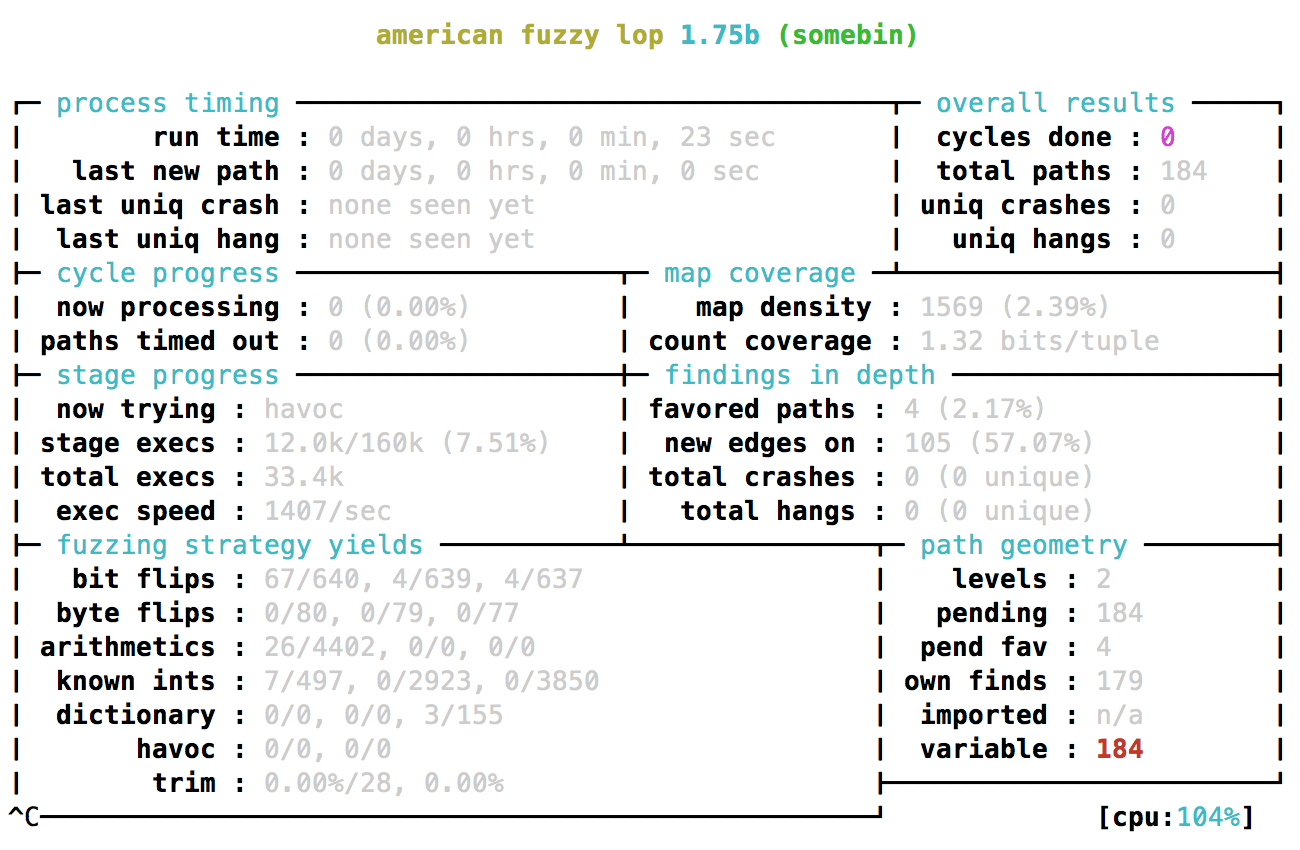 american fuzzy lop 1.75b (somebin)
process timing overall results
run time : 0 days, 0 hrs, 0 min, 23 sec cycles done : 0
last new path : 0 days, 0 hrs, 0 min, 0 sec total paths : 184
last uniq crash : none seen yet uniq crashes : 0
last uniq hang : none seen yet uniq hangs : 0
cycle progress map coverage
now processing : 0 (0.00%) map density : 1569 (2.39%)
paths timed out : 0 (0.00%) count coverage : 1.32 bits/tuple
stage progress findings in depth
now trying : havoc favored paths : 4 (2.17%)
stage execs : 12.0k/160k (7.51%) new edges on : 105 (57.07%)
total execs : 33.4k total crashes : 0 (0 unique)
exec speed : 1407/sec total hangs : 0 (0 unique)
fuzzing strategy yields path geometry
bit flips : 67/640, 4/639, 4/637 levels : 2
byte flips : 0/80, 0/79, 0/77 pending : 184
arithmetics : 26/4402, 0/0, 0/0 pend fav : 4
known ints : 7/497, 0/2923, 0/3850 own finds : 179
dictionary : 0/0, 0/0, 3/155 imported : n/a
havoc : 0/0, 0/0 variable : 184
trim : 0.00%/28, 0.00%
^C [cpu:104%]